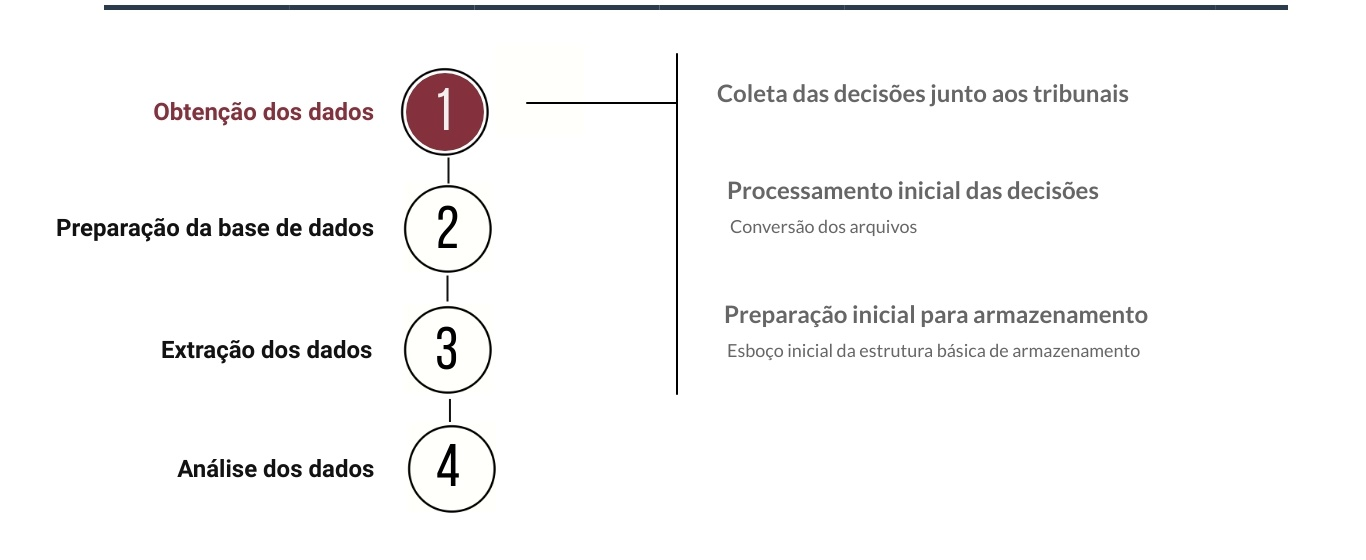 Obtenção dos dados
1
Coleta das decisões junto aos tribunais
Preparação da base de dados
2
Processamento inicial das decisões
Conversão dos arquivos
Extração dos dados
3
Preparação inicial para armazenamento
Esboço inicial da estrutura básica de armazenamento
Análise dos dados
4